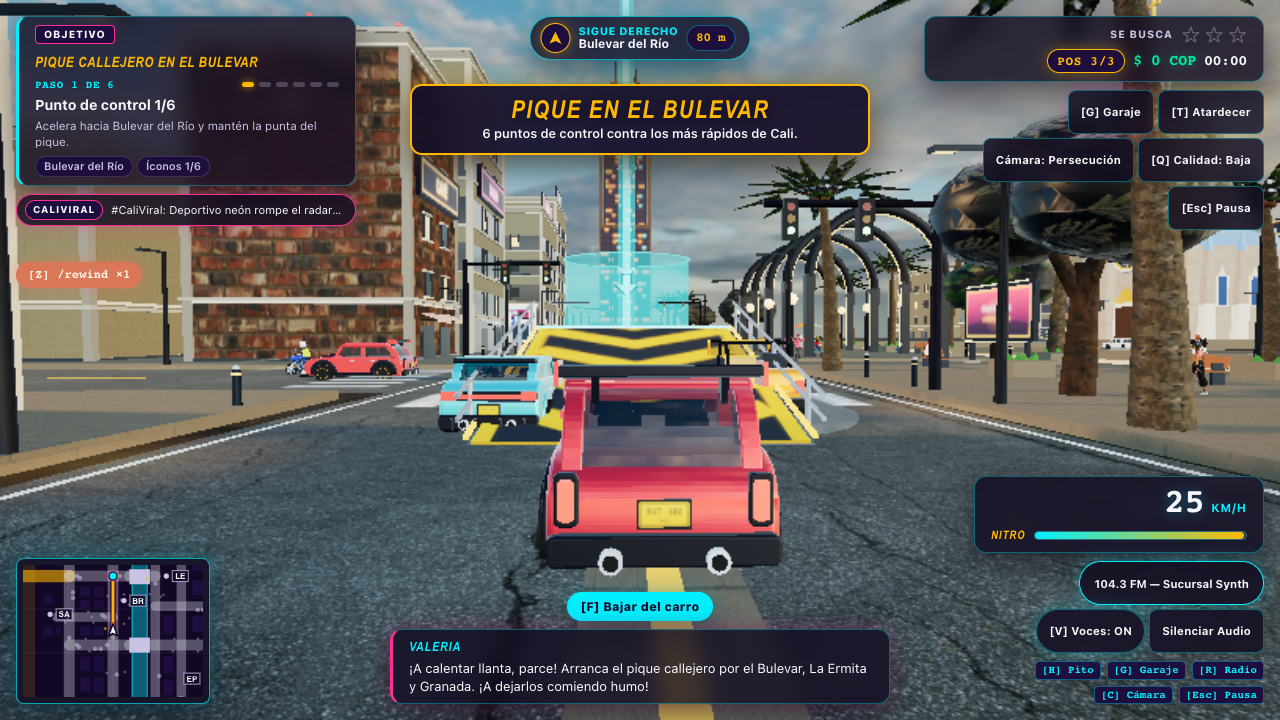 OBJETIVO
PIQUE CALLEJERO EN EL BULEVAR
PASO 1 DE 6
Punto de control 1/6
Acelera hacia Bulevar del Río y mantén la punta del
pique.
Bulevar del Río
Íconos 1/6
CALIVIRAL
#CaliViral: Deportivo neón rompe el radar...
[Z] /rewind ×1
SIGUE DERECHO
Bulevar del Río
80 m
PIQUE EN EL BULEVAR
6 puntos de control contra los más rápidos de Cali.
SE BUSCA
POS 3/3
$ 0 COP
00:00
[G] Garaje
[T] Atardecer
Cámara: Persecución
[Q] Calidad: Baja
[Esc] Pausa
25 KM/H
NITRO
104.3 FM — Sucursal Synth
[V] Voces: ON
Silenciar Audio
[H] Pito
[G] Garaje
[R] Radio
[C] Cámara
[Esc] Pausa
[F] Bajar del carro
VALERIA
¡A calentar llanta, parce! Arranca el pique callejero por el Bulevar, La Ermita
y Granada. ¡A dejarlos comiendo humo!
LE
BR
SA
EP